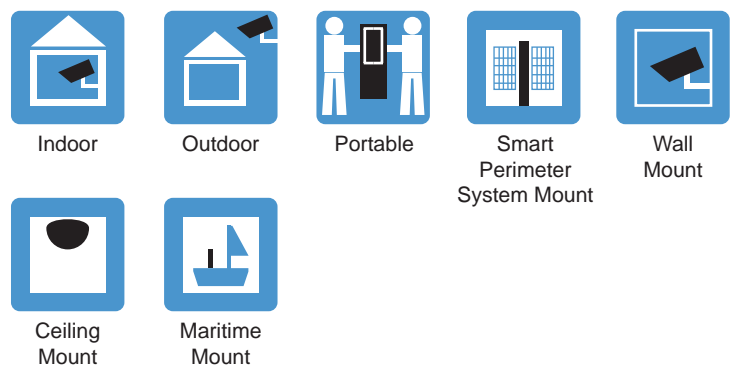 Indoor
Outdoor
Portable
Smart
Perimeter
System Mount
Wall
Mount
Ceiling
Mount
Maritime
Mount